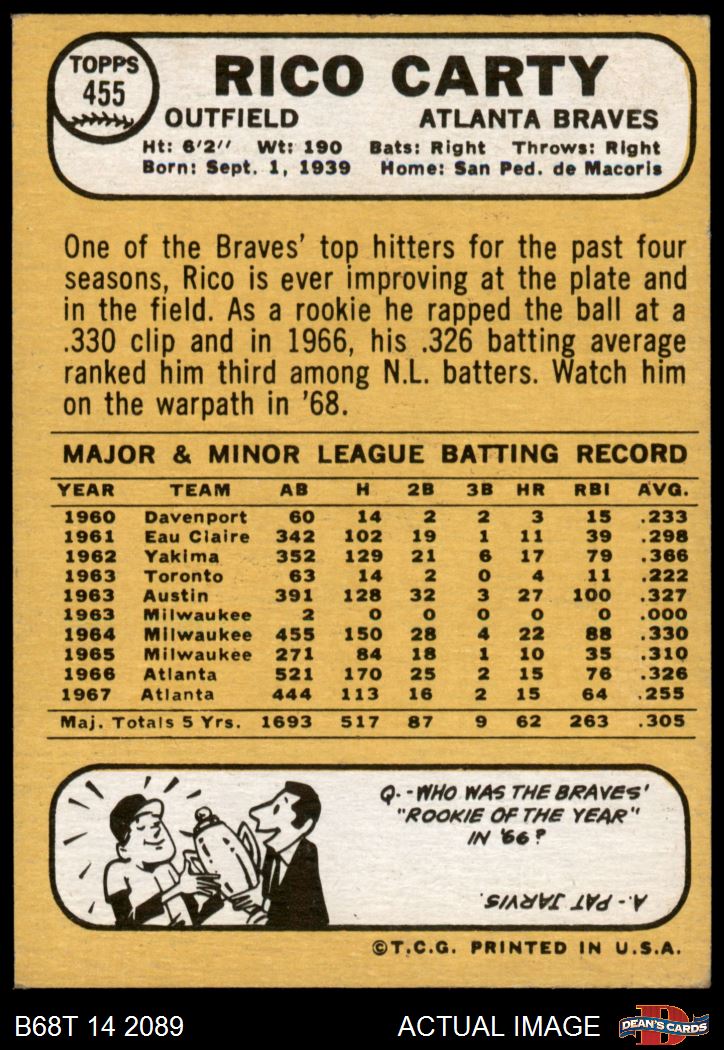 TOPPS
455
RICO CARTY
OUTFIELD ATLANTA BRAVES
Ht: 6'2" Wt: 190 Bats: Right Throws: Right
Born: Sept. 1, 1939 Home: San Ped. de Macoris
One of the Braves' top hitters for the past four
seasons, Rico is ever improving at the plate and
in the field. As a rookie he rapped the ball at a
.330 clip and in 1966, his .326 batting average
ranked him third among N.L. batters. Watch him
on the warpath in '68.
MAJOR & MINOR LEAGUE BATTING RECORD
YEAR TEAM AB H 2B 3B HR RBI AVG.
1960 Davenport 60 14 2 2 3 15 .233
1961 Eau Claire 342 102 19 1 11 39 .298
1962 Yakima 352 129 21 6 17 79 .366
1963 Toronto 63 14 2 0 4 11 .222
1963 Austin 391 128 32 3 27 100 .327
1963 Milwaukee 2 0 0 0 0 0 .000
1964 Milwaukee 455 150 28 4 22 88 .330
1965 Milwaukee 271 84 18 1 10 35 .310
1966 Atlanta 521 170 25 2 15 76 .326
1967 Atlanta 444 113 16 2 15 64 .255
Maj. Totals 5 Yrs. 1693 517 87 9 62 263 .305
Q.-WHO WAS THE BRAVES'
"ROOKIE OF THE YEAR"
IN '66?
A.- PAT JARVIS.
©T.C.G. PRINTED IN U.S.A.
B68T 14 2089 ACTUAL IMAGE
D
DEAN'S CARDS